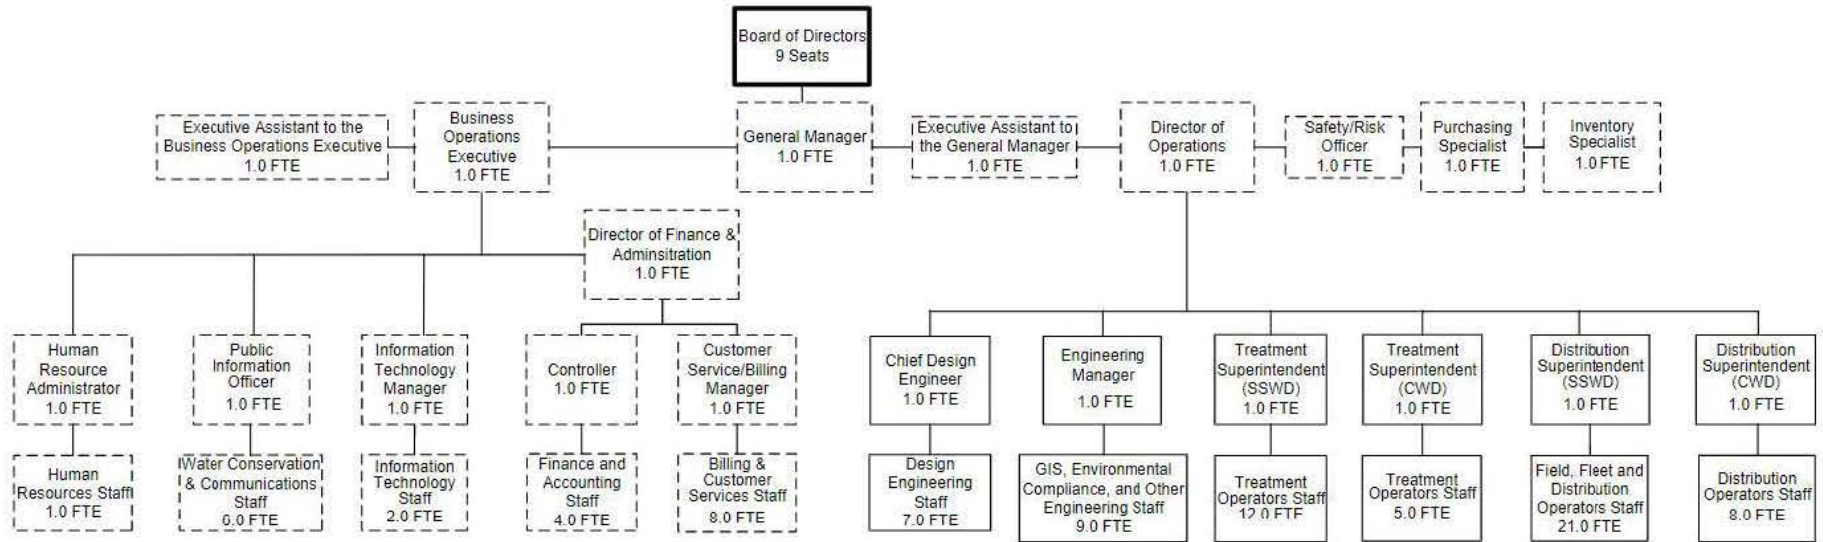 Board of Directors
9 Seats
Executive Assistant to the
Business Operations Executive
1.0 FTE
Business
Operations
Executive
1.0 FTE
General Manager
1.0 FTE
Executive Assistant to
the General Manager
1.0 FTE
Director of
Operations
1.0 FTE
Safety/Risk
Officer
1.0 FTE
Purchasing
Specialist
1.0 FTE
Inventory
Specialist
1.0 FTE
Director of Finance &
Adminsitration
1.0 FTE
Human
Resource
Administrator
1.0 FTE
Public
Information
Officer
1.0 FTE
Information
Technology
Manager
1.0 FTE
Controller
1.0 FTE
Customer
Service/Billing
Manager
1.0 FTE
Chief Design
Engineer
1.0 FTE
Engineering
Manager
1.0 FTE
Treatment
Superintendent
(SSWD)
1.0 FTE
Treatment
Superintendent
(CWD)
1.0 FTE
Distribution
Superintendent
(SSWD)
1.0 FTE
Distribution
Superintendent
(CWD)
1.0 FTE
Human
Resources Staff
1.0 FTE
Water Conservation
& Communications
Staff
6.0 FTE
Information
Technology
Staff
2.0 FTE
Finance and
Accounting
Staff
4.0 FTE
Billing &
Customer
Services Staff
8.0 FTE
Design
Engineering
Staff
7.0 FTE
GIS, Environmental
Compliance, and Other
Engineering Staff
9.0 FTE
Treatment
Operators Staff
12.0 FTE
Treatment
Operators Staff
5.0 FTE
Field, Fleet and
Distribution
Operators Staff
21.0 FTE
Distribution
Operators Staff
8.0 FTE